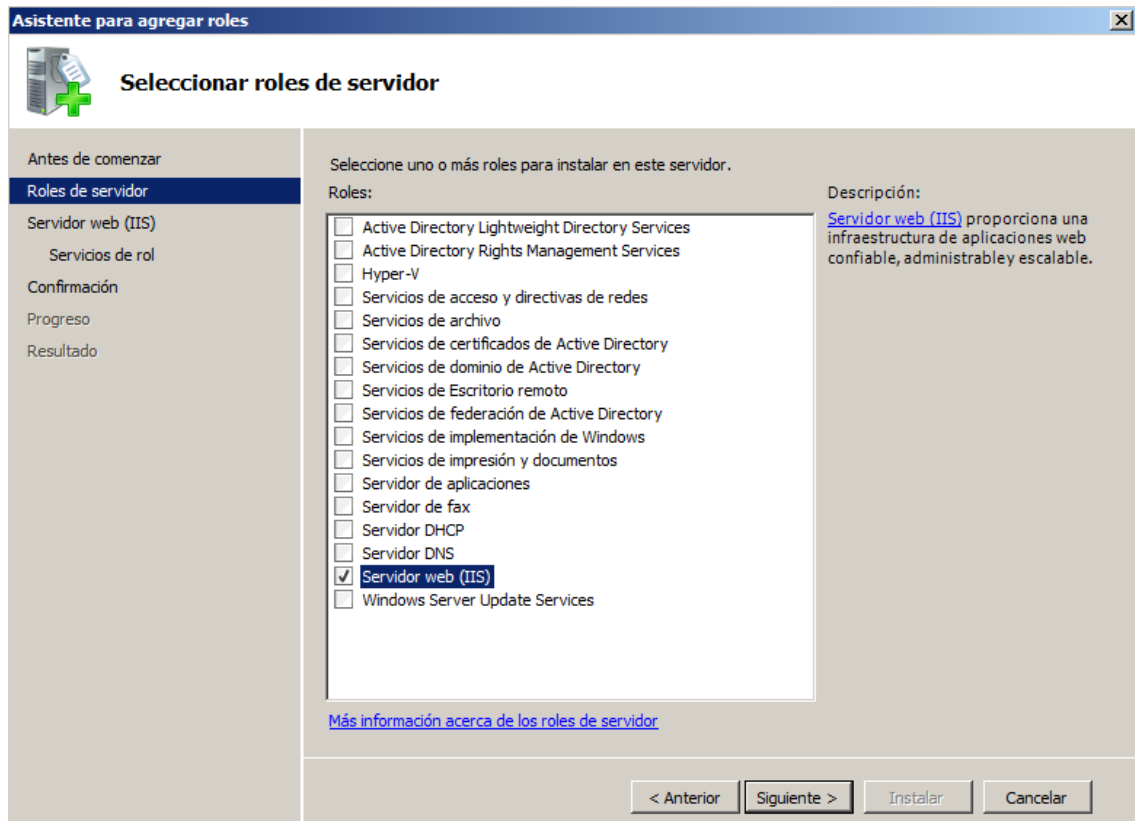 Asistente para agregar roles
Seleccionar roles de servidor
Antes de comenzar
Roles de servidor
Servidor web (IIS)
Servicios de rol
Confirmación
Progreso
Resultado
Seleccione uno o más roles para instalar en este servidor.
Roles:
Active Directory Lightweight Directory Services
Active Directory Rights Management Services
Hyper-V
Servicios de acceso y directivas de redes
Servicios de archivo
Servicios de certificados de Active Directory
Servicios de dominio de Active Directory
Servicios de Escritorio remoto
Servicios de federación de Active Directory
Servicios de implementación de Windows
Servicios de impresión y documentos
Servidor de aplicaciones
Servidor de fax
Servidor DHCP
Servidor DNS
Servidor web (IIS)
Windows Server Update Services
Más información acerca de los roles de servidor
Descripción:
Servidor web (IIS) proporciona una
infraestructura de aplicaciones web
confiable, administrable y escalable.
< Anterior
Siguiente >
Instalar
Cancelar